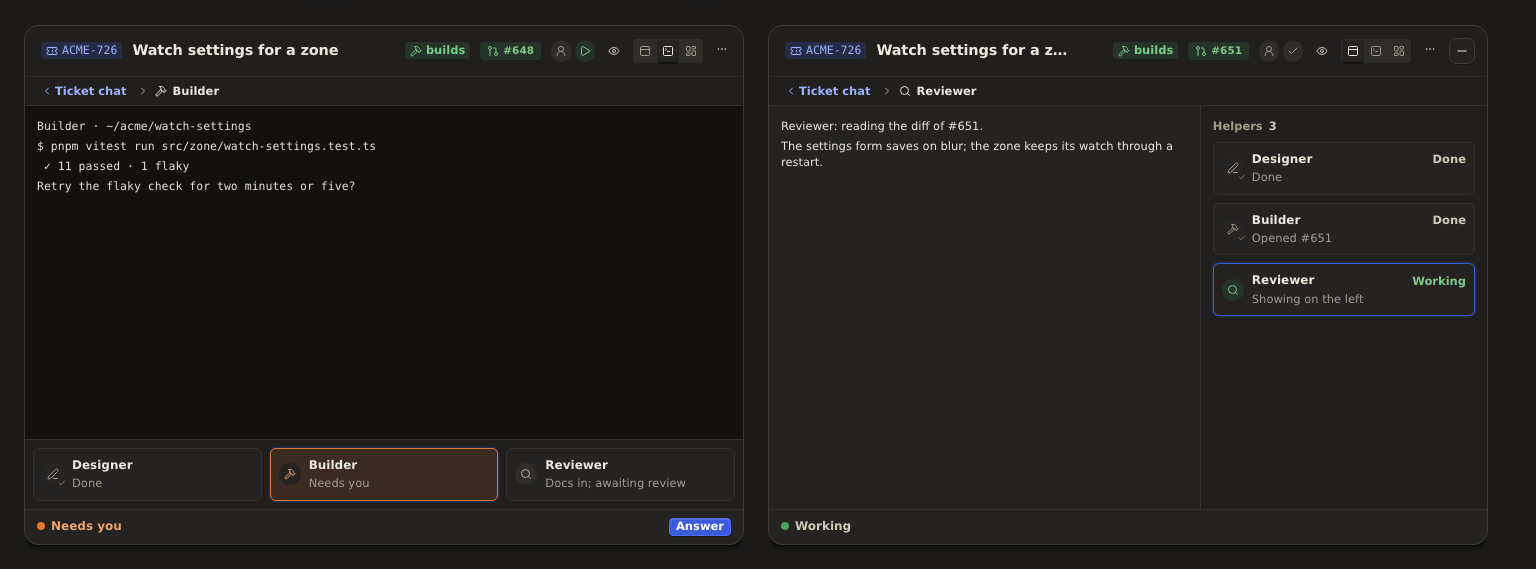 ACME-726 Watch settings for a zone builds #648 ...
Ticket chat > Builder
Builder · ~/acme/watch-settings
$ pnpm vitest run src/zone/watch-settings.test.ts
✓ 11 passed · 1 flaky
Retry the flaky check for two minutes or five?
Designer
Done
Builder
Needs you
Reviewer
Docs in; awaiting review
Needs you
Answer
ACME-726 Watch settings for a z... builds #651 ...
Ticket chat > Reviewer
Reviewer: reading the diff of #651.
The settings form saves on blur; the zone keeps its watch through a
restart.
Helpers 3
Designer Done
Done
Builder Done
Opened #651
Reviewer Working
Showing on the left
Working